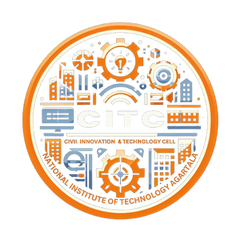 CITC
CIVIL INNOVATION & TECHNOLOGY CELL
NATIONAL INSTITUTE OF TECHNOLOGY AGARTALA